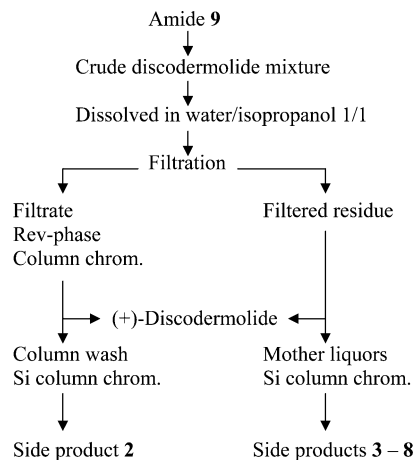 Amide 9
Crude discodermolide mixture
Dissolved in water/isopropanol 1/1
Filtration
Filtrate
Rev-phase
Column chrom.
Filtered residue
(+)-Discodermolide
Column wash
Si column chrom.
Mother liquors
Si column chrom.
Side product 2
Side products 3 – 8